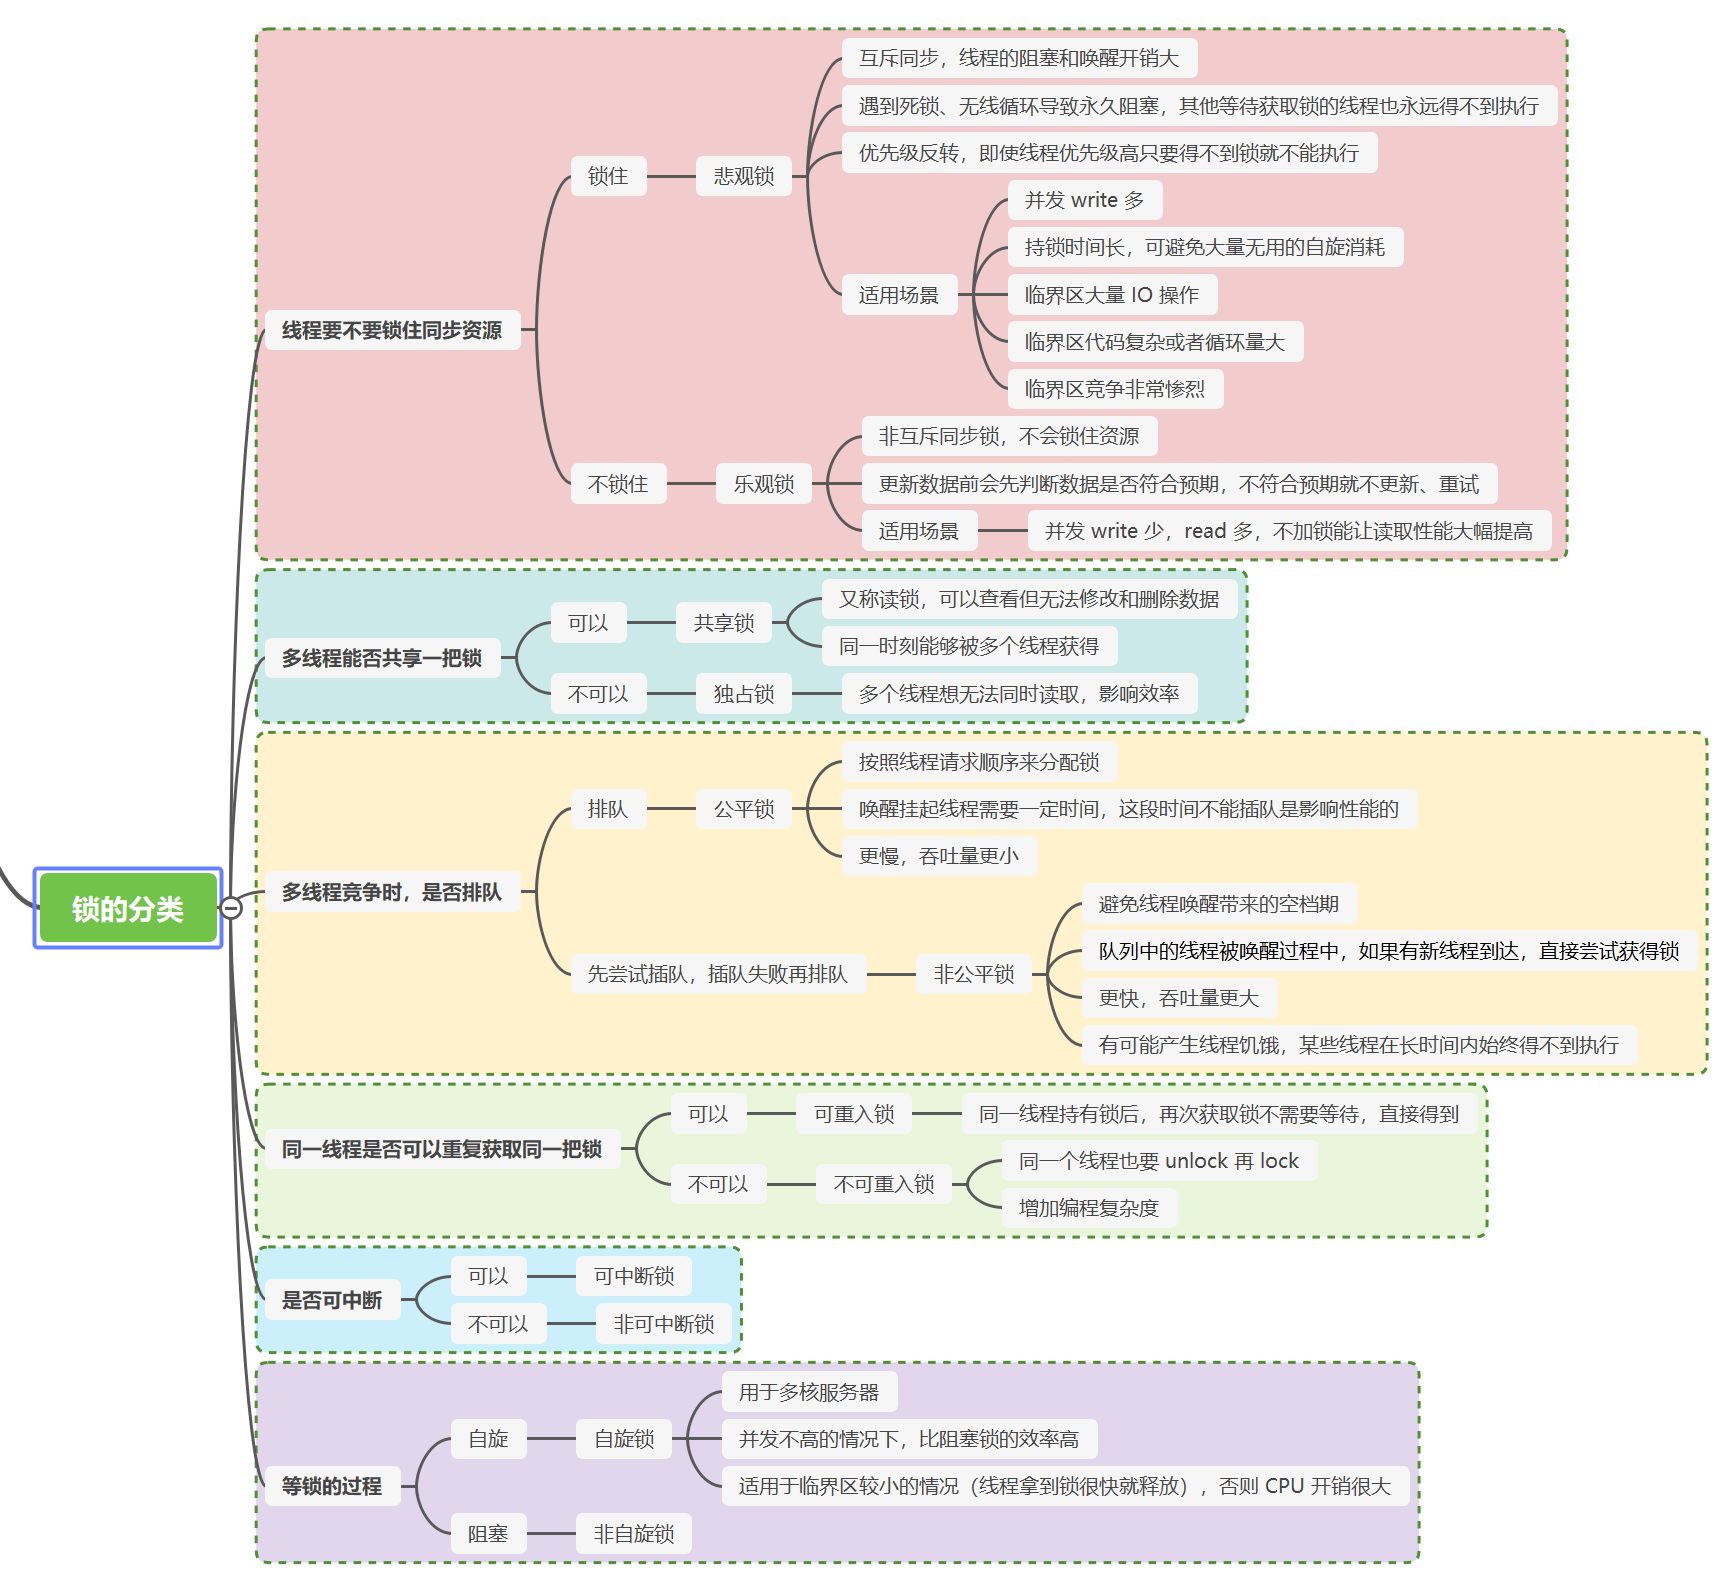 锁的分类
线程要不要锁住同步资源
锁住
悲观锁
互斥同步，线程的阻塞和唤醒开销大
遇到死锁、无线循环导致永久阻塞，其他等待获取锁的线程也永远得不到执行
优先级反转，即使线程优先级高只要得不到锁就不能执行
适用场景
并发 write 多
持锁时间长，可避免大量无用的自旋消耗
临界区大量 IO 操作
临界区代码复杂或者循环量大
临界区竞争非常惨烈
不锁住
乐观锁
非互斥同步锁，不会锁住资源
更新数据前会先判断数据是否符合预期，不符合预期就不更新、重试
适用场景
并发 write 少，read 多，不加锁能让读取性能大幅提高
多线程能否共享一把锁
可以
共享锁
又称读锁，可以查看但无法修改和删除数据
同一时刻能够被多个线程获得
不可以
独占锁
多个线程想无法同时读取，影响效率
多线程竞争时，是否排队
排队
公平锁
按照线程请求顺序来分配锁
唤醒挂起线程需要一定时间，这段时间不能插队是影响性能的
更慢，吞吐量更小
先尝试插队，插队失败再排队
非公平锁
避免线程唤醒带来的空档期
队列中的线程被唤醒过程中，如果有新线程到达，直接尝试获得锁
更快，吞吐量更大
有可能产生线程饥饿，某些线程在长时间内始终得不到执行
同一线程是否可以重复获取同一把锁
可以
可重入锁
同一线程持有锁后，再次获取锁不需要等待，直接得到
不可以
不可重入锁
同一个线程也要 unlock 再 lock
增加编程复杂度
是否可中断
可以
可中断锁
不可以
非可中断锁
等锁的过程
自旋
自旋锁
用于多核服务器
并发不高的情况下，比阻塞锁的效率高
适用于临界区较小的情况（线程拿到锁很快就释放），否则 CPU 开销很大
阻塞
非自旋锁